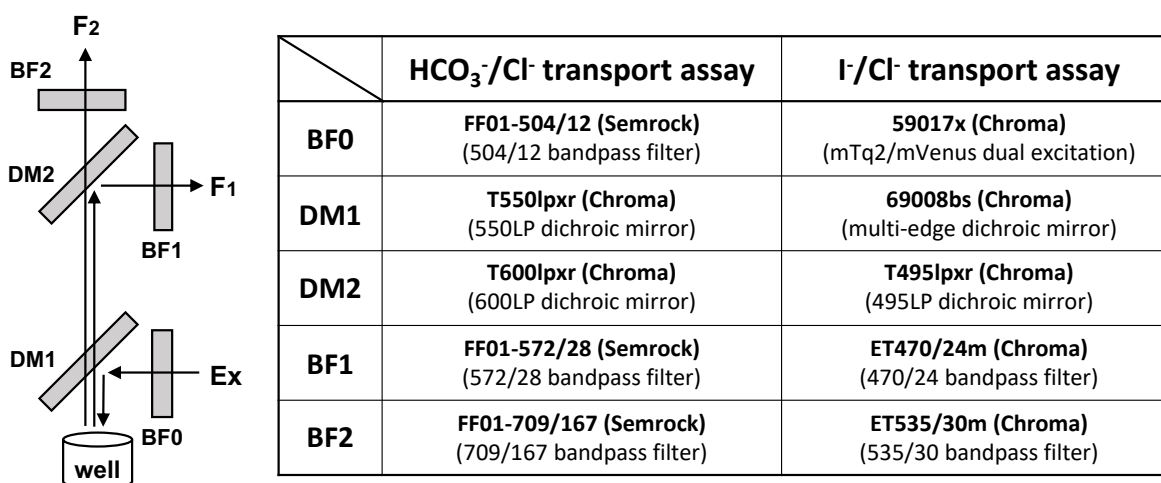 F2
BF2
DM2
F1
BF1
DM1
Ex
BF0
well
HCO3-/Cl- transport assay
I-/Cl- transport assay
BF0
FF01-504/12 (Semrock)
(504/12 bandpass filter)
59017x (Chroma)
(mTq2/mVenus dual excitation)
DM1
T550lpxr (Chroma)
(550LP dichroic mirror)
69008bs (Chroma)
(multi-edge dichroic mirror)
DM2
T600lpxr (Chroma)
(600LP dichroic mirror)
T495lpxr (Chroma)
(495LP dichroic mirror)
BF1
FF01-572/28 (Semrock)
(572/28 bandpass filter)
ET470/24m (Chroma)
(470/24 bandpass filter)
BF2
FF01-709/167 (Semrock)
(709/167 bandpass filter)
ET535/30m (Chroma)
(535/30 bandpass filter)